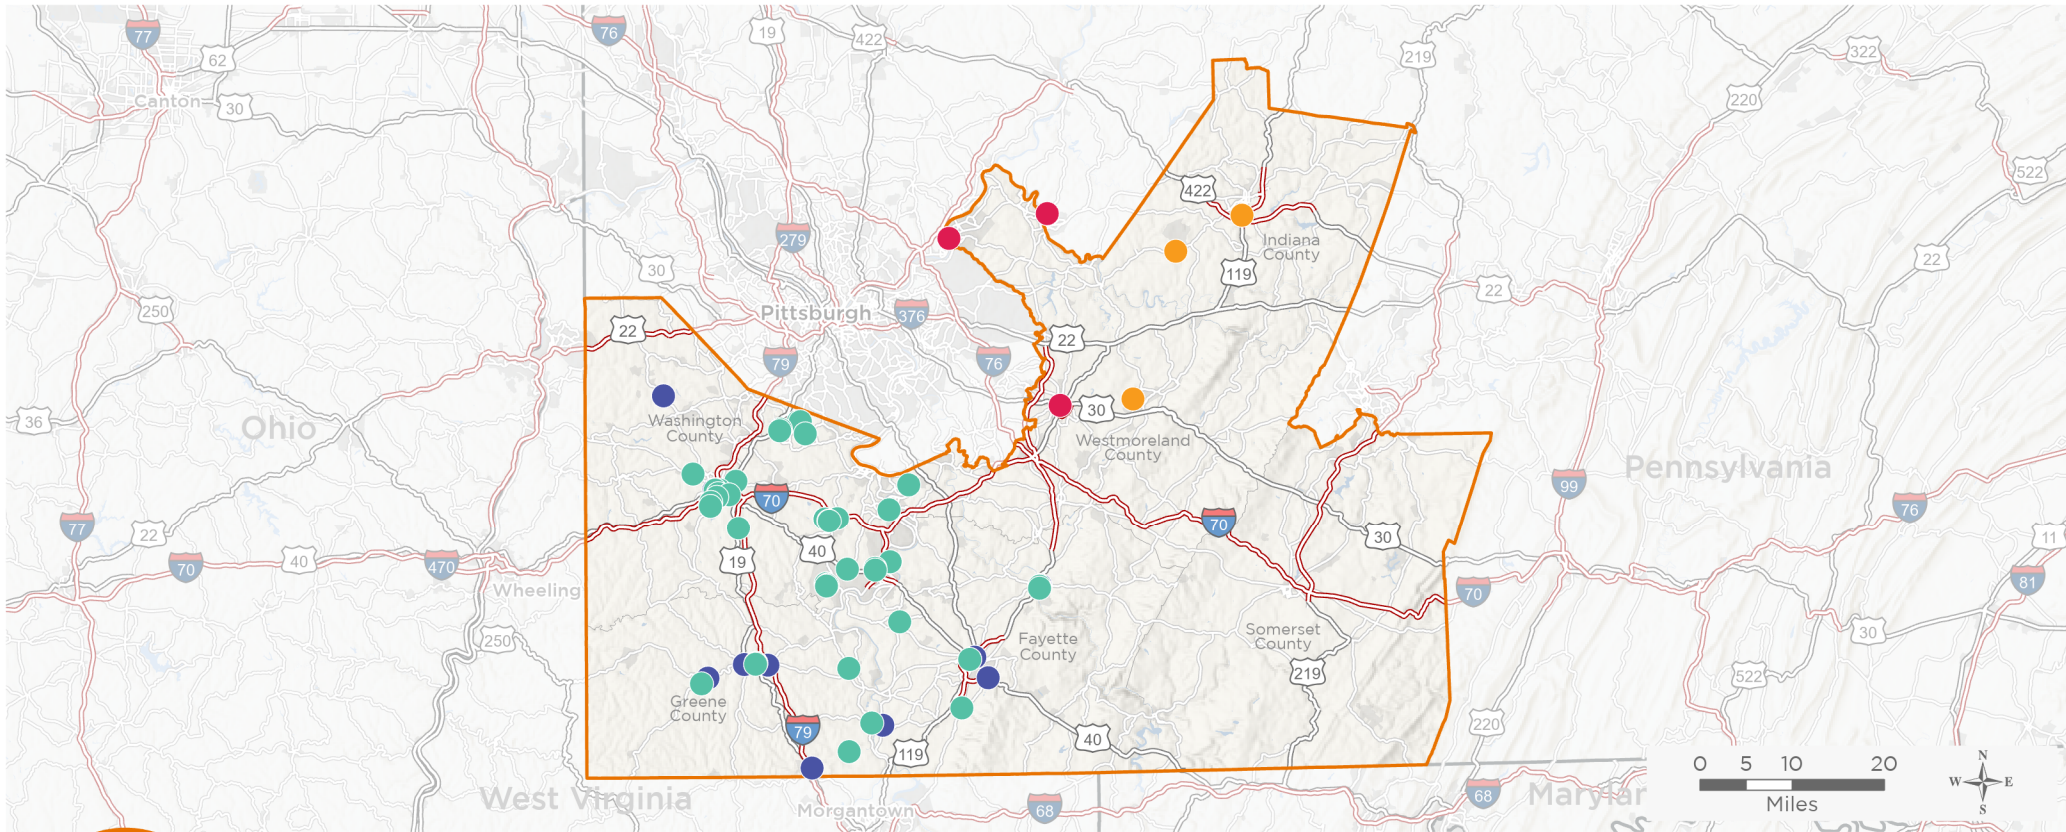 77
76
19
422
219
322
62
220
Canton
30
522
422
279
Indiana
County
30
119
22
22
250
Pittsburgh
376
22
22
79
76
Washington
County
30
36
Ohio
Westmoreland
County
Pennsylvania
99
70
76
77
22
70
30
11
40
19
40
70
470
81
Wheeling
70
250
Fayette
County
Somerset
County
30
219
522
Greene
County
79
220
119
40
0 5 10 20
Miles
N
W E
S
West Virginia
Morgantown
68
68
Marylar